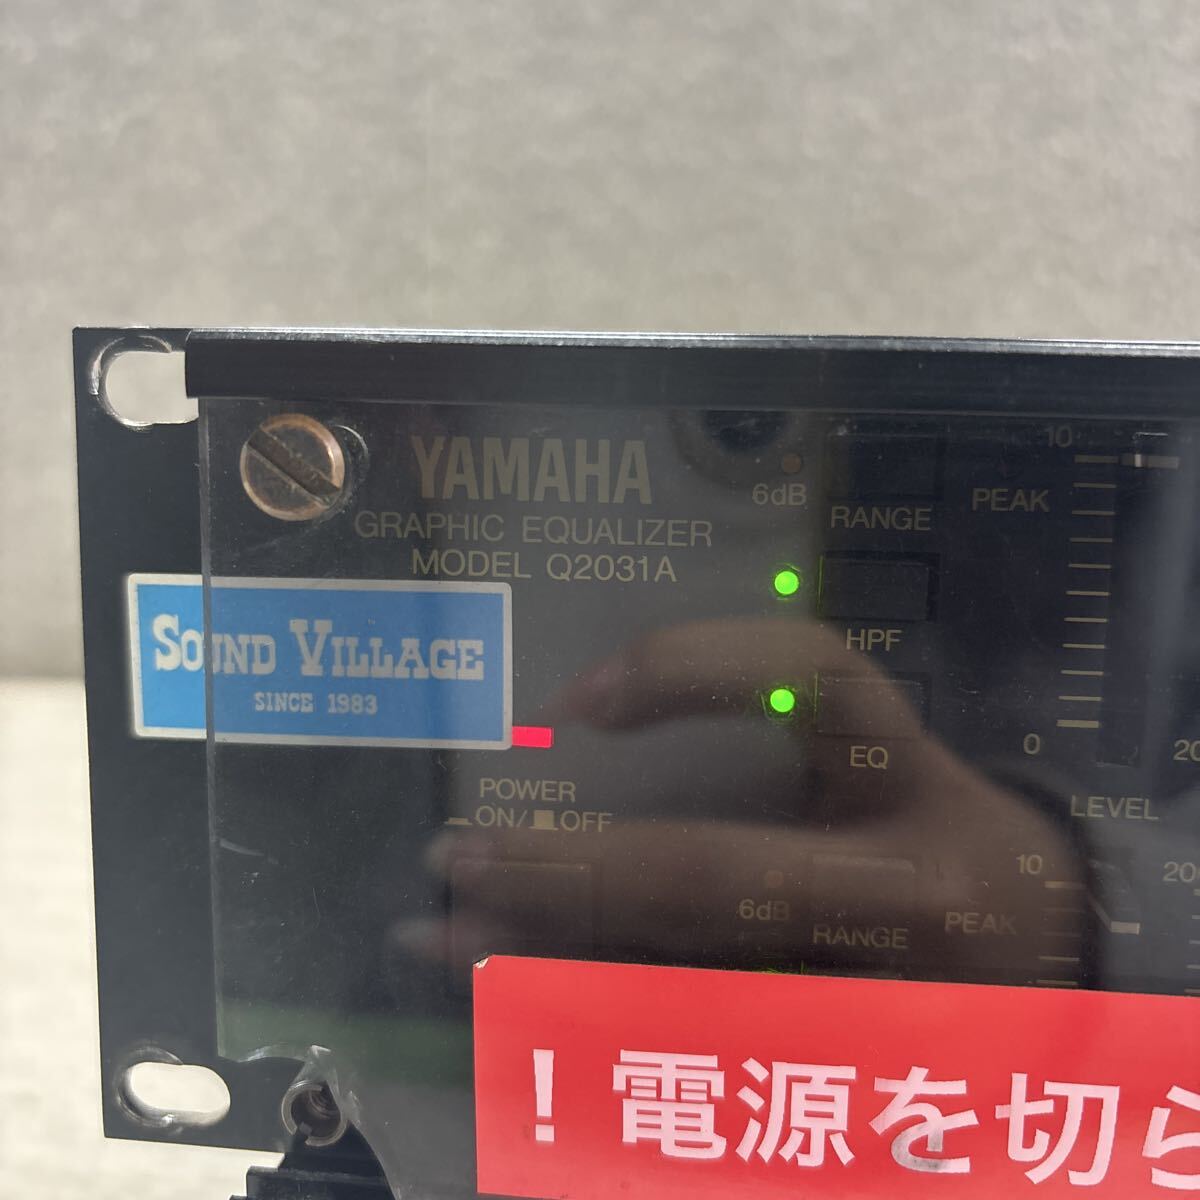 YAMAHA
GRAPHIC EQUALIZER
MODEL Q2031A
SOUND VILLAGE
SINCE 1983
POWER
ON/ OFF
6dB
RANGE
HPF
EQ
PEAK
10
0
20
LEVEL
6dB
RANGE
PEAK
10
20
！電源を切ら